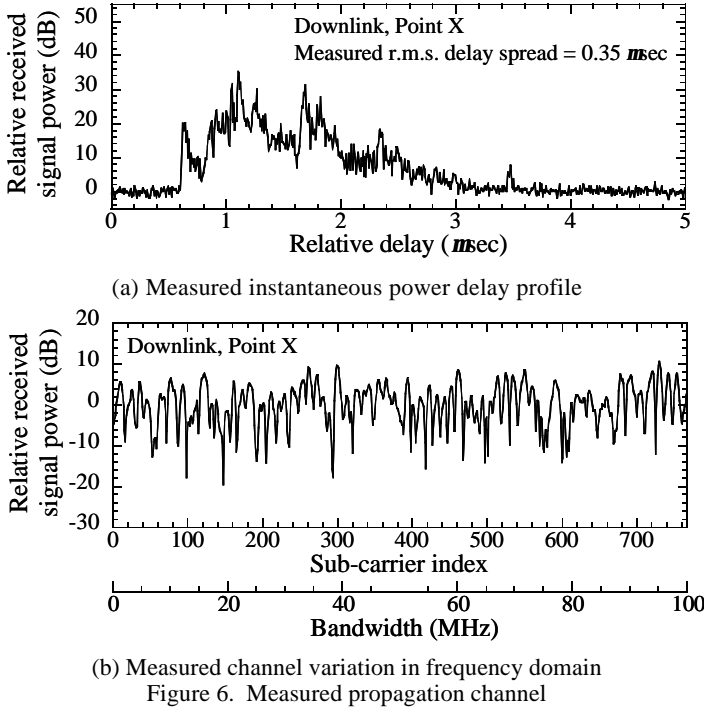 Relative received
signal power (dB)
50
40
30
20
10
0
Downlink, Point X
Measured r.m.s. delay spread = 0.35 msec
0 1 2 3 4 5
Relative delay (msec)
(a) Measured instantaneous power delay profile
Relative received
signal power (dB)
20
10
0
-10
-20
-30
Downlink, Point X
0 100 200 300 400 500 600 700
Sub-carrier index
0 20 40 60 80 100
Bandwidth (MHz)
(b) Measured channel variation in frequency domain
Figure 6. Measured propagation channel